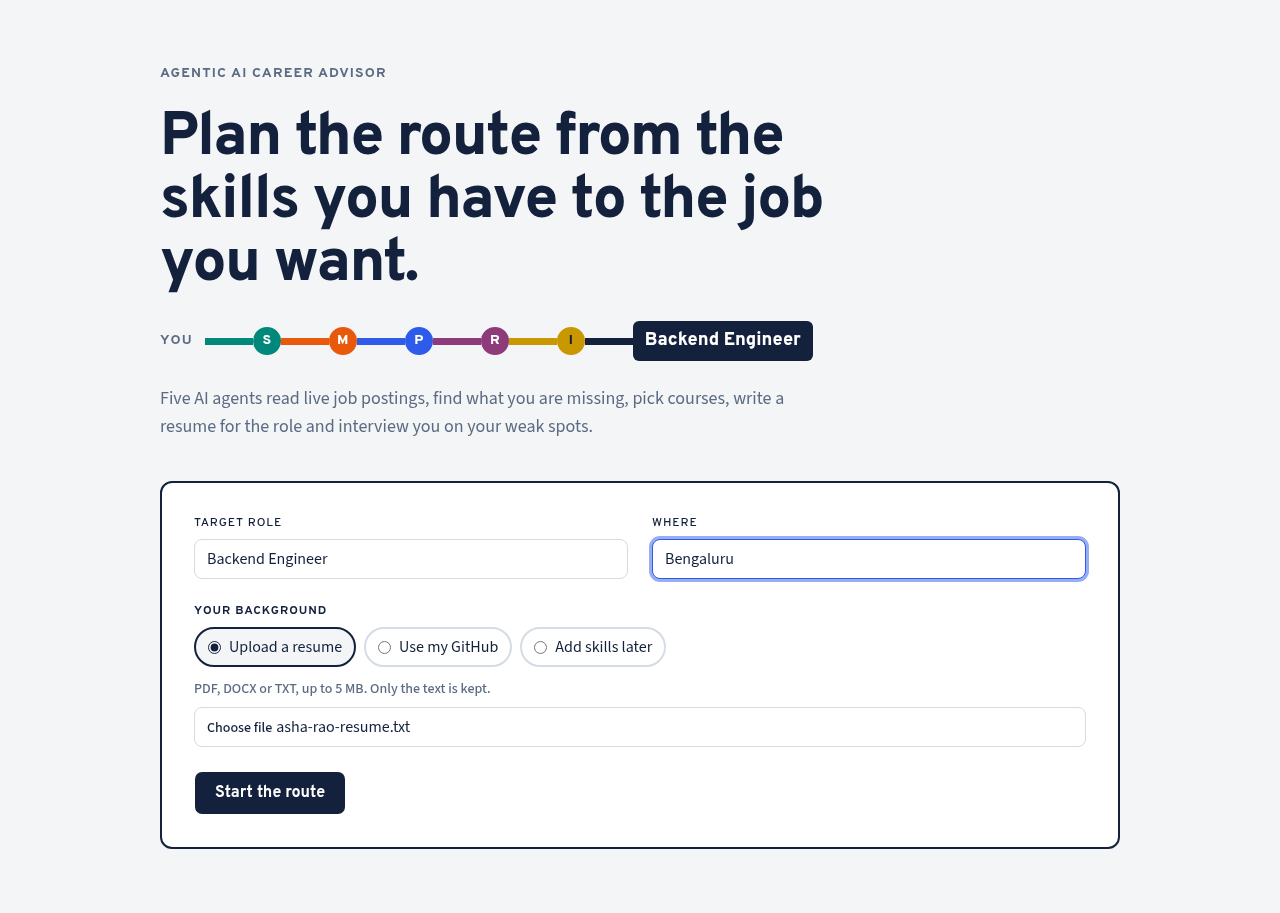 AGENTIC AI CAREER ADVISOR
Plan the route from the
skills you have to the job
you want.
YOU S M P R I Backend Engineer
Five AI agents read live job postings, find what you are missing, pick courses, write a
resume for the role and interview you on your weak spots.
TARGET ROLE WHERE
Backend Engineer Bengaluru
YOUR BACKGROUND
Upload a resume Use my GitHub Add skills later
PDF, DOCX or TXT, up to 5 MB. Only the text is kept.
Choose file asha-rao-resume.txt
Start the route